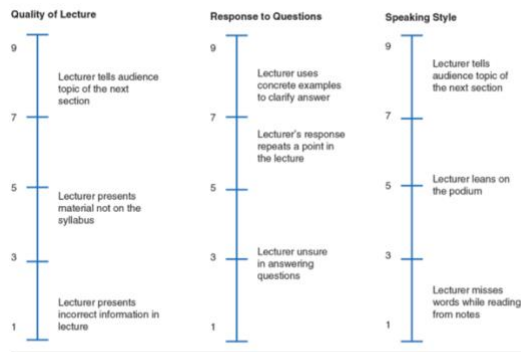 Quality of Lecture
9
Lecturer tells audience
topic of the next
section
7
5
Lecturer presents
material not on the
syllabus
3
Lecturer presents
incorrect information in
lecture
1
Response to Questions
9
Lecturer uses
concrete examples
to clarify answer
7
Lecturer's response
repeats a point in
the lecture
5
3
Lecturer unsure
in answering
questions
1
Speaking Style
9
Lecturer tells
audience topic of
the next section
7
5
Lecturer leans on
the podium
3
Lecturer misses
words while reading
from notes
1